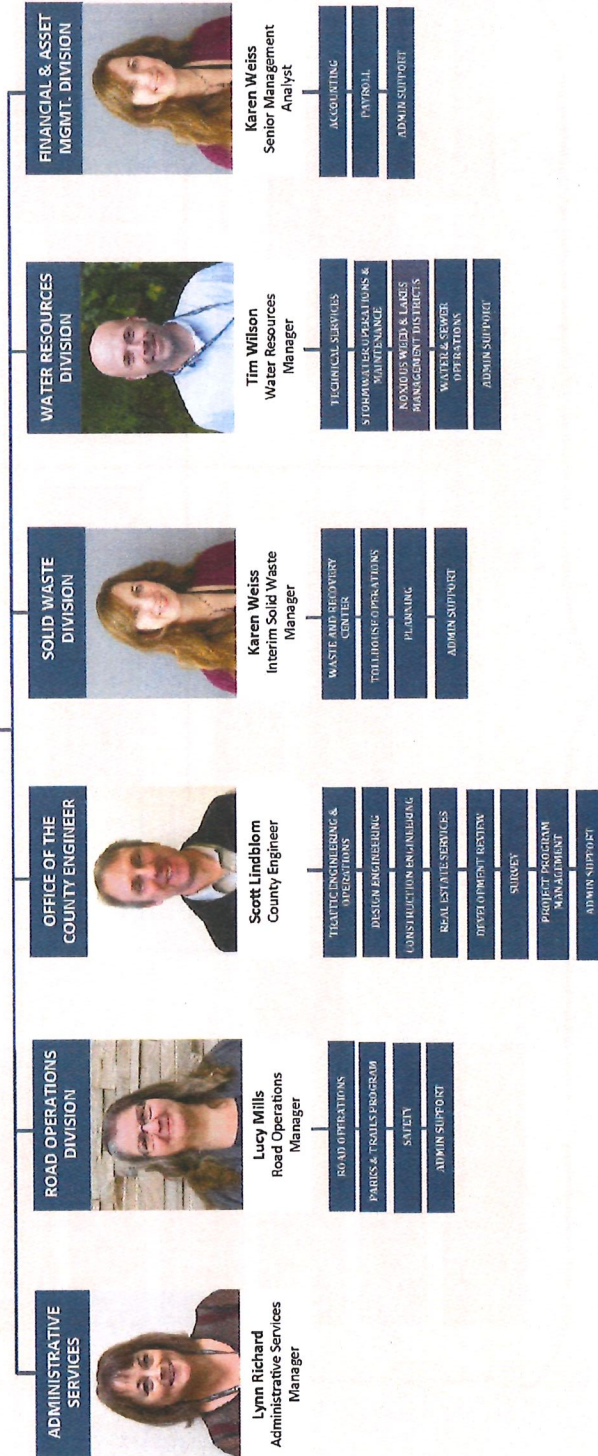 ADMINISTRATIVE
SERVICES
Lynn Richard
Administrative Services
Manager
ROAD OPERATIONS
DIVISION
Lucy Mills
Road Operations
Manager
ROAD OPERATIONS
PARKS & TRAILS PROGRAM
SAFETY
ADMIN SUPPORT
OFFICE OF THE
COUNTY ENGINEER
Scott Lindblom
County Engineer
TRAFFIC ENGINEERING &
OPERATIONS
DESIGN ENGINEERING
CONSTRUCTION ENGINEERING
REAL ESTATE SERVICES
DEVELOPMENT REVIEW
SURVEY
PROJECT PROGRAM
MANAGEMENT
ADMIN SUPPORT
SOLID WASTE
DIVISION
Karen Weiss
Interim Solid Waste
Manager
WASTE AND RECOVERY
CENTER
TOLLHOUSE OPERATIONS
PLANNING
ADMIN SUPPORT
WATER RESOURCES
DIVISION
Tim Wilson
Water Resources
Manager
TECHNICAL SERVICES
STORMWATER OPERATIONS &
MAINTENANCE
NOXIOUS WEED & LAKES
MANAGEMENT DISTRICTS
WATER & SEWER
OPERATIONS
ADMIN SUPPORT
FINANCIAL & ASSET
MGMT. DIVISION
Karen Weiss
Senior Management
Analyst
ACCOUNTING
PAYROLL
ADMIN SUPPORT